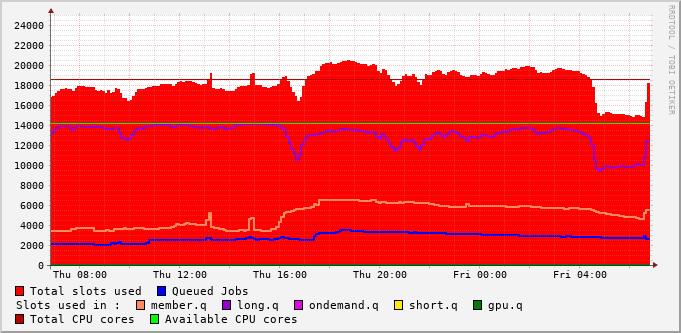 RRDTOOL / TOBI OETIKER
24000
22000
20000
18000
16000
14000
12000
10000
8000
6000
4000
2000
0
Thu 08:00 Thu 12:00 Thu 16:00 Thu 20:00 Fri 00:00 Fri 04:00
Total slots used Queued Jobs
Slots used in : member.q long.q ondemand.q short.q gpu.q
Total CPU cores Available CPU cores